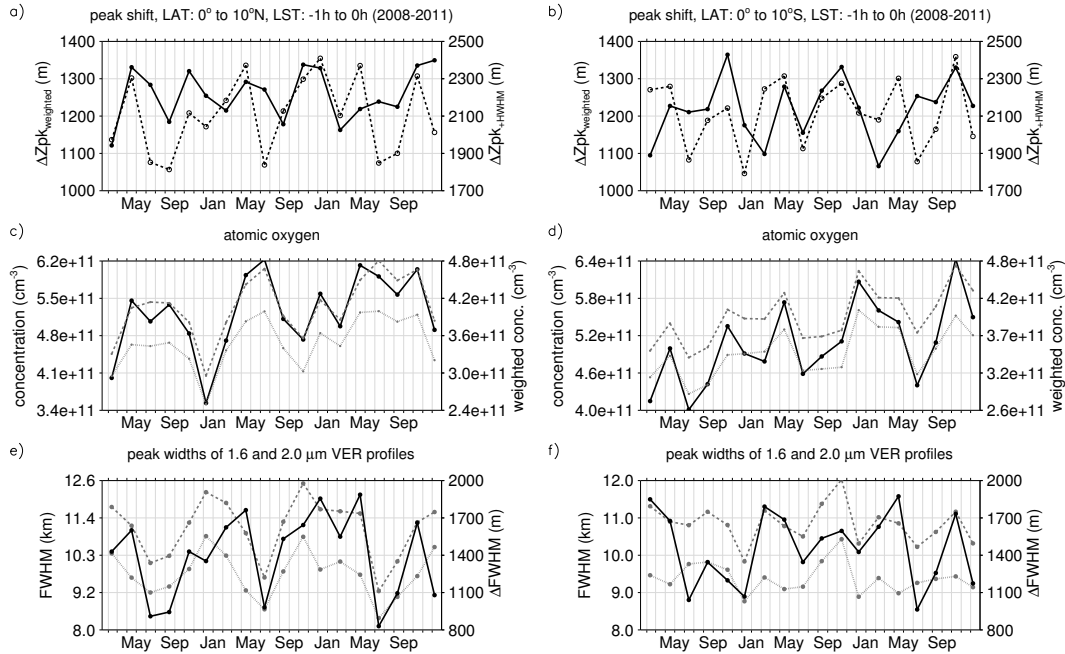 a)
peak shift, LAT: 0° to 10°N, LST: -1h to 0h (2008-2011)
1400
1300
1200
1100
1000
ΔZpk_weighted (m)
2500
2300
2100
1900
1700
ΔZpk_+HWHM (m)
May Sep Jan May Sep Jan May Sep
b)
peak shift, LAT: 0° to 10°S, LST: -1h to 0h (2008-2011)
1400
1300
1200
1100
1000
ΔZpk_weighted (m)
2500
2300
2100
1900
1700
ΔZpk_+HWHM (m)
May Sep Jan May Sep Jan May Sep
c)
atomic oxygen
6.2e+11
5.5e+11
4.8e+11
4.1e+11
3.4e+11
concentration (cm⁻³)
4.8e+11
4.2e+11
3.6e+11
3.0e+11
2.4e+11
weighted conc. (cm⁻³)
May Sep Jan May Sep Jan May Sep
d)
atomic oxygen
6.4e+11
5.8e+11
5.2e+11
4.6e+11
4.0e+11
concentration (cm⁻³)
4.8e+11
4.2e+11
3.7e+11
3.2e+11
2.6e+11
weighted conc. (cm⁻³)
May Sep Jan May Sep Jan May Sep
e)
peak widths of 1.6 and 2.0 μm VER profiles
12.6
11.4
10.3
9.2
8.0
FWHM (km)
2000
1700
1400
1100
800
ΔFWHM (m)
May Sep Jan May Sep Jan May Sep
f)
peak widths of 1.6 and 2.0 μm VER profiles
12.0
11.0
10.0
9.0
8.0
FWHM (km)
2000
1700
1400
1100
800
ΔFWHM (m)
May Sep Jan May Sep Jan May Sep